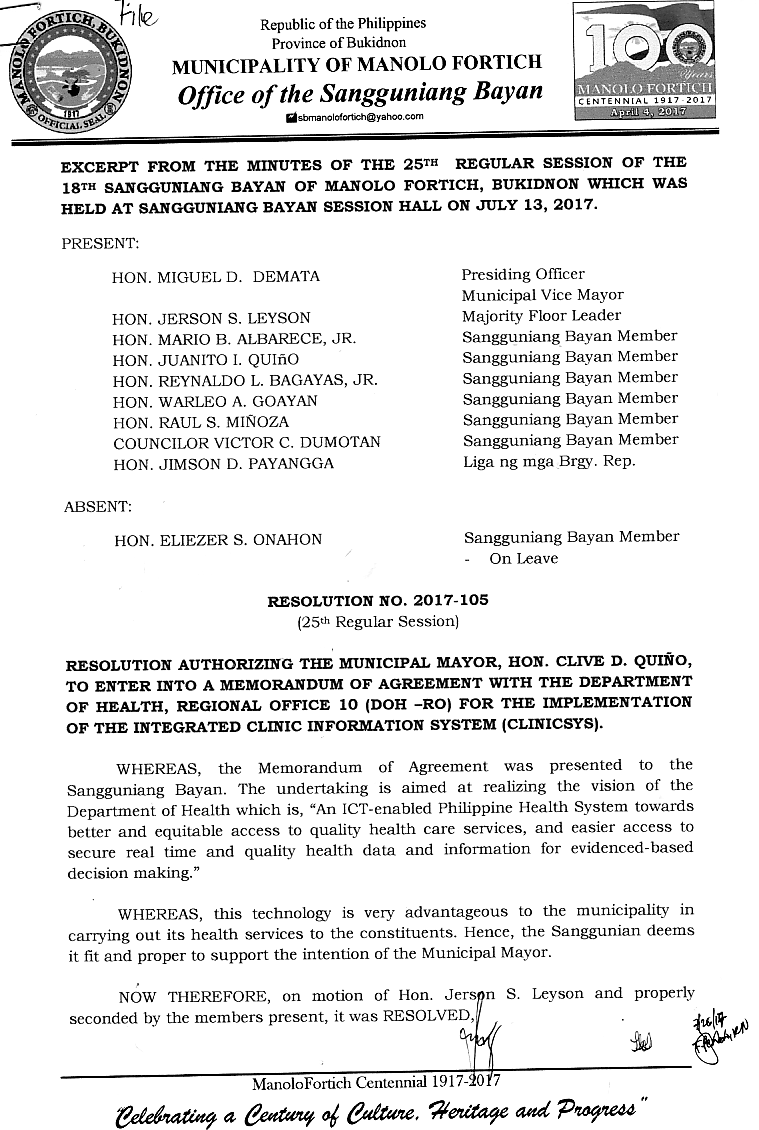 File
Republic of the Philippines
Province of Bukidnon
MUNICIPALITY OF MANOLO FORTICH
Office of the Sangguniang Bayan
sbmanolofortich@yahoo.com
MANOLO FORTICH, BUKIDNON
1917
OFFICIAL SEAL
100
Years
MANOLO FORTICH
CENTENNIAL 1917-2017
April 4, 2017
EXCERPT FROM THE MINUTES OF THE 25TH REGULAR SESSION OF THE
18TH SANGGUNIANG BAYAN OF MANOLO FORTICH, BUKIDNON WHICH WAS
HELD AT SANGGUNIANG BAYAN SESSION HALL ON JULY 13, 2017.
PRESENT:
HON. MIGUEL D. DEMATA Presiding Officer
Municipal Vice Mayor
HON. JERSON S. LEYSON Majority Floor Leader
HON. MARIO B. ALBARECE, JR. Sangguniang Bayan Member
HON. JUANITO I. QUIñO Sangguniang Bayan Member
HON. REYNALDO L. BAGAYAS, JR. Sangguniang Bayan Member
HON. WARLEO A. GOAYAN Sangguniang Bayan Member
HON. RAUL S. MIÑOZA Sangguniang Bayan Member
COUNCILOR VICTOR C. DUMOTAN Sangguniang Bayan Member
HON. JIMSON D. PAYANGGA Liga ng mga Brgy. Rep.
ABSENT:
HON. ELIEZER S. ONAHON Sangguniang Bayan Member
- On Leave
RESOLUTION NO. 2017-105
(25th Regular Session)
RESOLUTION AUTHORIZING THE MUNICIPAL MAYOR, HON. CLIVE D. QUIÑO,
TO ENTER INTO A MEMORANDUM OF AGREEMENT WITH THE DEPARTMENT
OF HEALTH, REGIONAL OFFICE 10 (DOH –RO) FOR THE IMPLEMENTATION
OF THE INTEGRATED CLINIC INFORMATION SYSTEM (CLINICSYS).
WHEREAS, the Memorandum of Agreement was presented to the
Sangguniang Bayan. The undertaking is aimed at realizing the vision of the
Department of Health which is, “An ICT-enabled Philippine Health System towards
better and equitable access to quality health care services, and easier access to
secure real time and quality health data and information for evidenced-based
decision making.”
WHEREAS, this technology is very advantageous to the municipality in
carrying out its health services to the constituents. Hence, the Sanggunian deems
it fit and proper to support the intention of the Municipal Mayor.
NOW THEREFORE, on motion of Hon. Jerson S. Leyson and properly
seconded by the members present, it was RESOLVED,
ManoloFortich Centennial 1917-2017
"Celebrating a Century of Culture, Heritage and Progress"